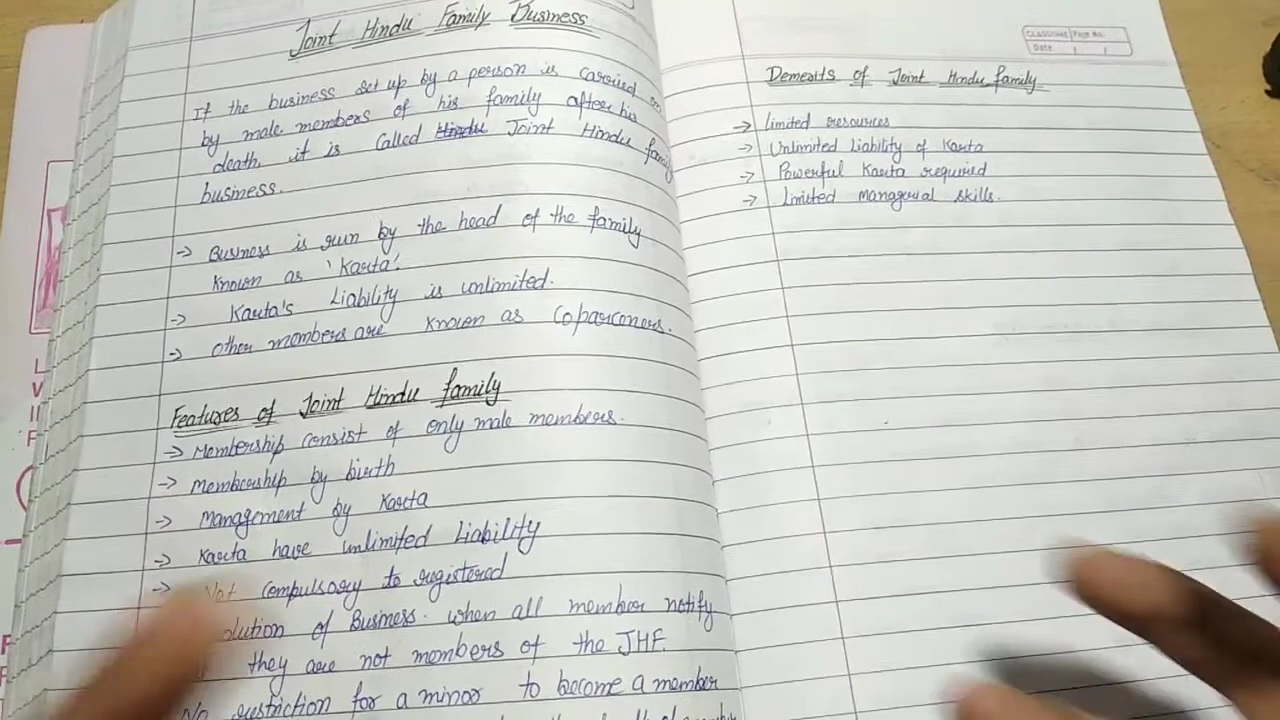 Joint Hindu Family Business
If the business set up by a person is carried on
by male members of his family after his
death it is called Hindu Joint Hindu family
business.
→ Business is run by the head of the family
known as 'Karta'.
→ Karta's Liability is unlimited.
→ Other members are known as Coparceners.
Features of Joint Hindu family
→ Membership consist of only male members.
→ Membership by birth
→ Management by Karta
→ Karta have unlimited Liability
→ Not compulsory to registered
olution of Business. when all member notify
they are not members of the JHF.
No restriction for a minor to become a member
CLASSTIME Page No.
Date / /
Demerits of Joint Hindu family
→ Limited resources
→ Unlimited Liability of Karta
→ Powerful Karta required
→ Limited managerial skills.